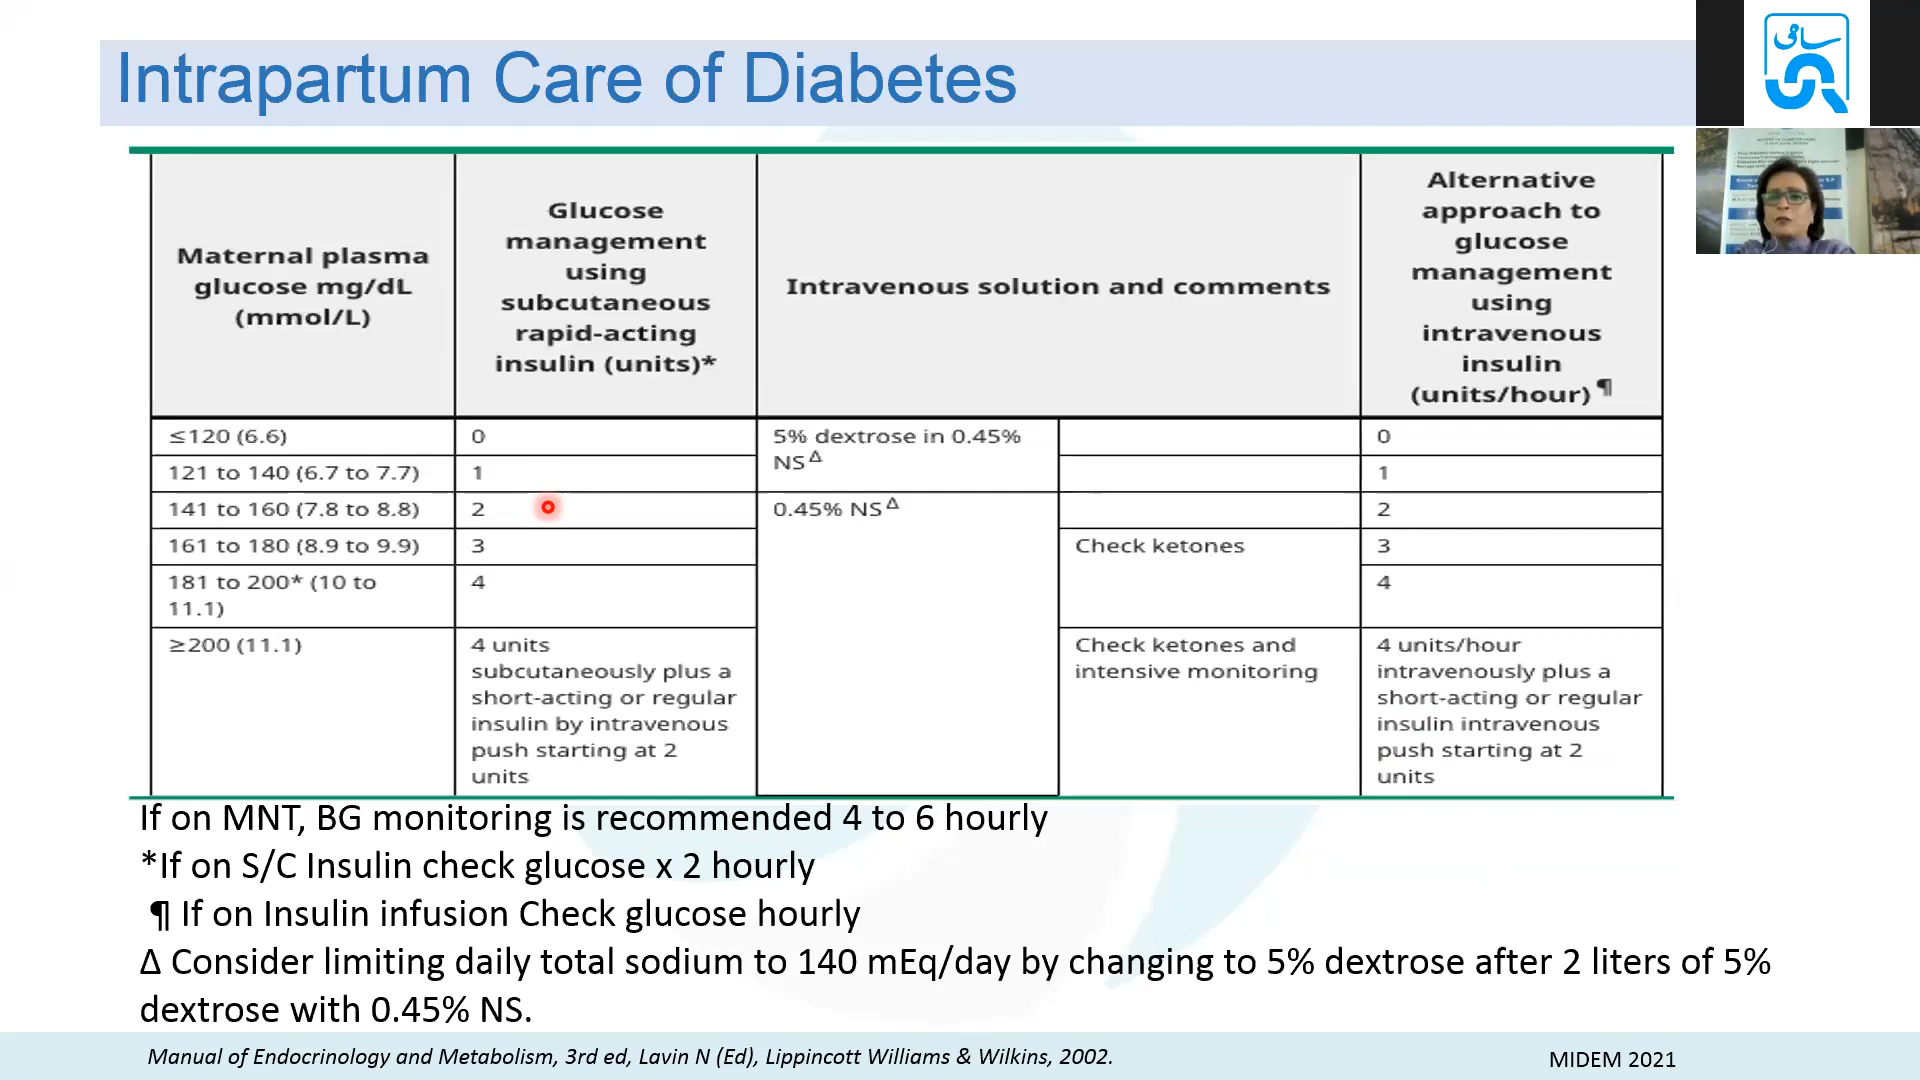 Intrapartum Care of Diabetes
ساقی
Maternal plasma
glucose mg/dL
(mmol/L)
Glucose
management
using
subcutaneous
rapid-acting
insulin (units)*
Intravenous solution and comments
Alternative
approach to
glucose
management
using
intravenous
insulin
(units/hour) ¶
≤120 (6.6)
0
5% dextrose in 0.45%
NSΔ
0
121 to 140 (6.7 to 7.7)
1
1
141 to 160 (7.8 to 8.8)
2
0.45% NSΔ
2
161 to 180 (8.9 to 9.9)
3
Check ketones
3
181 to 200* (10 to
11.1)
4
4
≥200 (11.1)
4 units
subcutaneously plus a
short-acting or regular
insulin by intravenous
push starting at 2
units
Check ketones and
intensive monitoring
4 units/hour
intravenously plus a
short-acting or regular
insulin intravenous
push starting at 2
units
If on MNT, BG monitoring is recommended 4 to 6 hourly
*If on S/C Insulin check glucose x 2 hourly
¶ If on Insulin infusion Check glucose hourly
Δ Consider limiting daily total sodium to 140 mEq/day by changing to 5% dextrose after 2 liters of 5%
dextrose with 0.45% NS.
Manual of Endocrinology and Metabolism, 3rd ed, Lavin N (Ed), Lippincott Williams & Wilkins, 2002.
MIDEM 2021